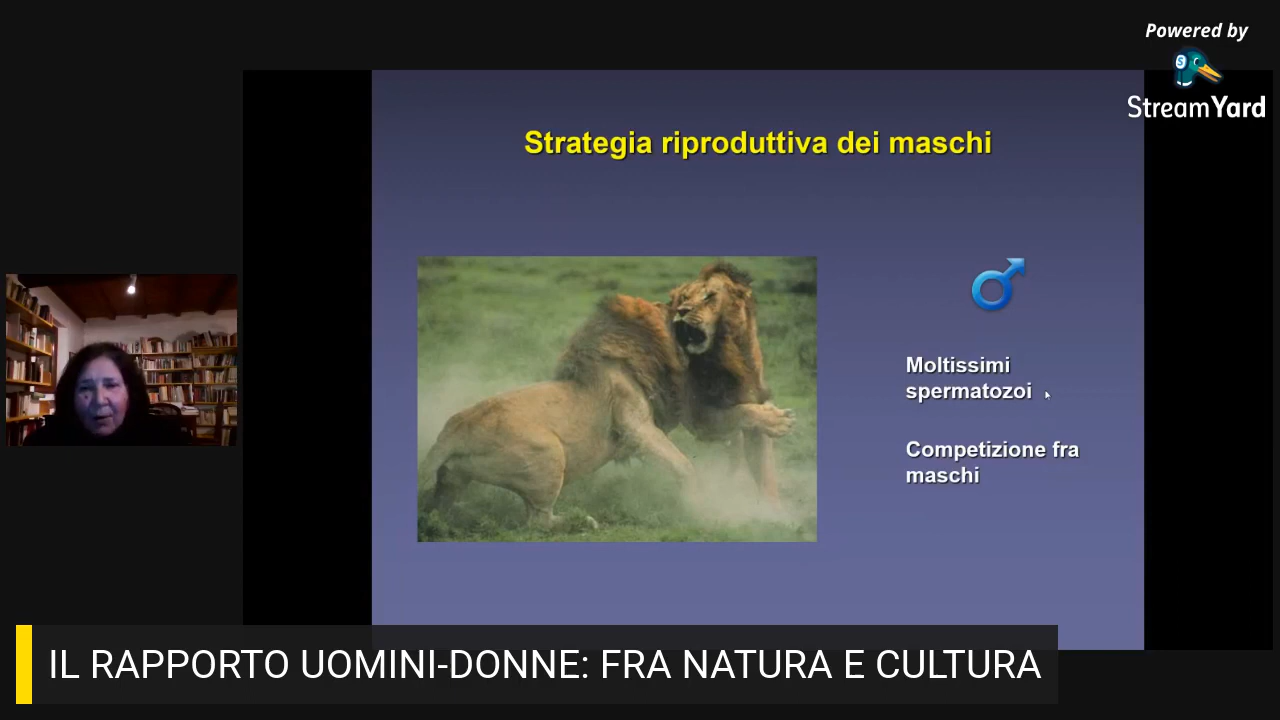 Powered by
StreamYard
Strategia riproduttiva dei maschi
Moltissimi
spermatozoi
Competizione fra
maschi
IL RAPPORTO UOMINI-DONNE: FRA NATURA E CULTURA